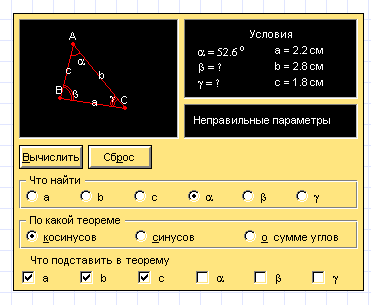 A
α
c
b
B
β
γ
C
a
Условия
α = 52.6° a = 2.2 см
β = ? b = 2.8 см
γ = ? c = 1.8 см
Неправильные параметры
Вычислить Сброс
Что найти
a b c α β γ
По какой теореме
косинусов синусов о сумме углов
Что подставить в теорему
a b c α β γ